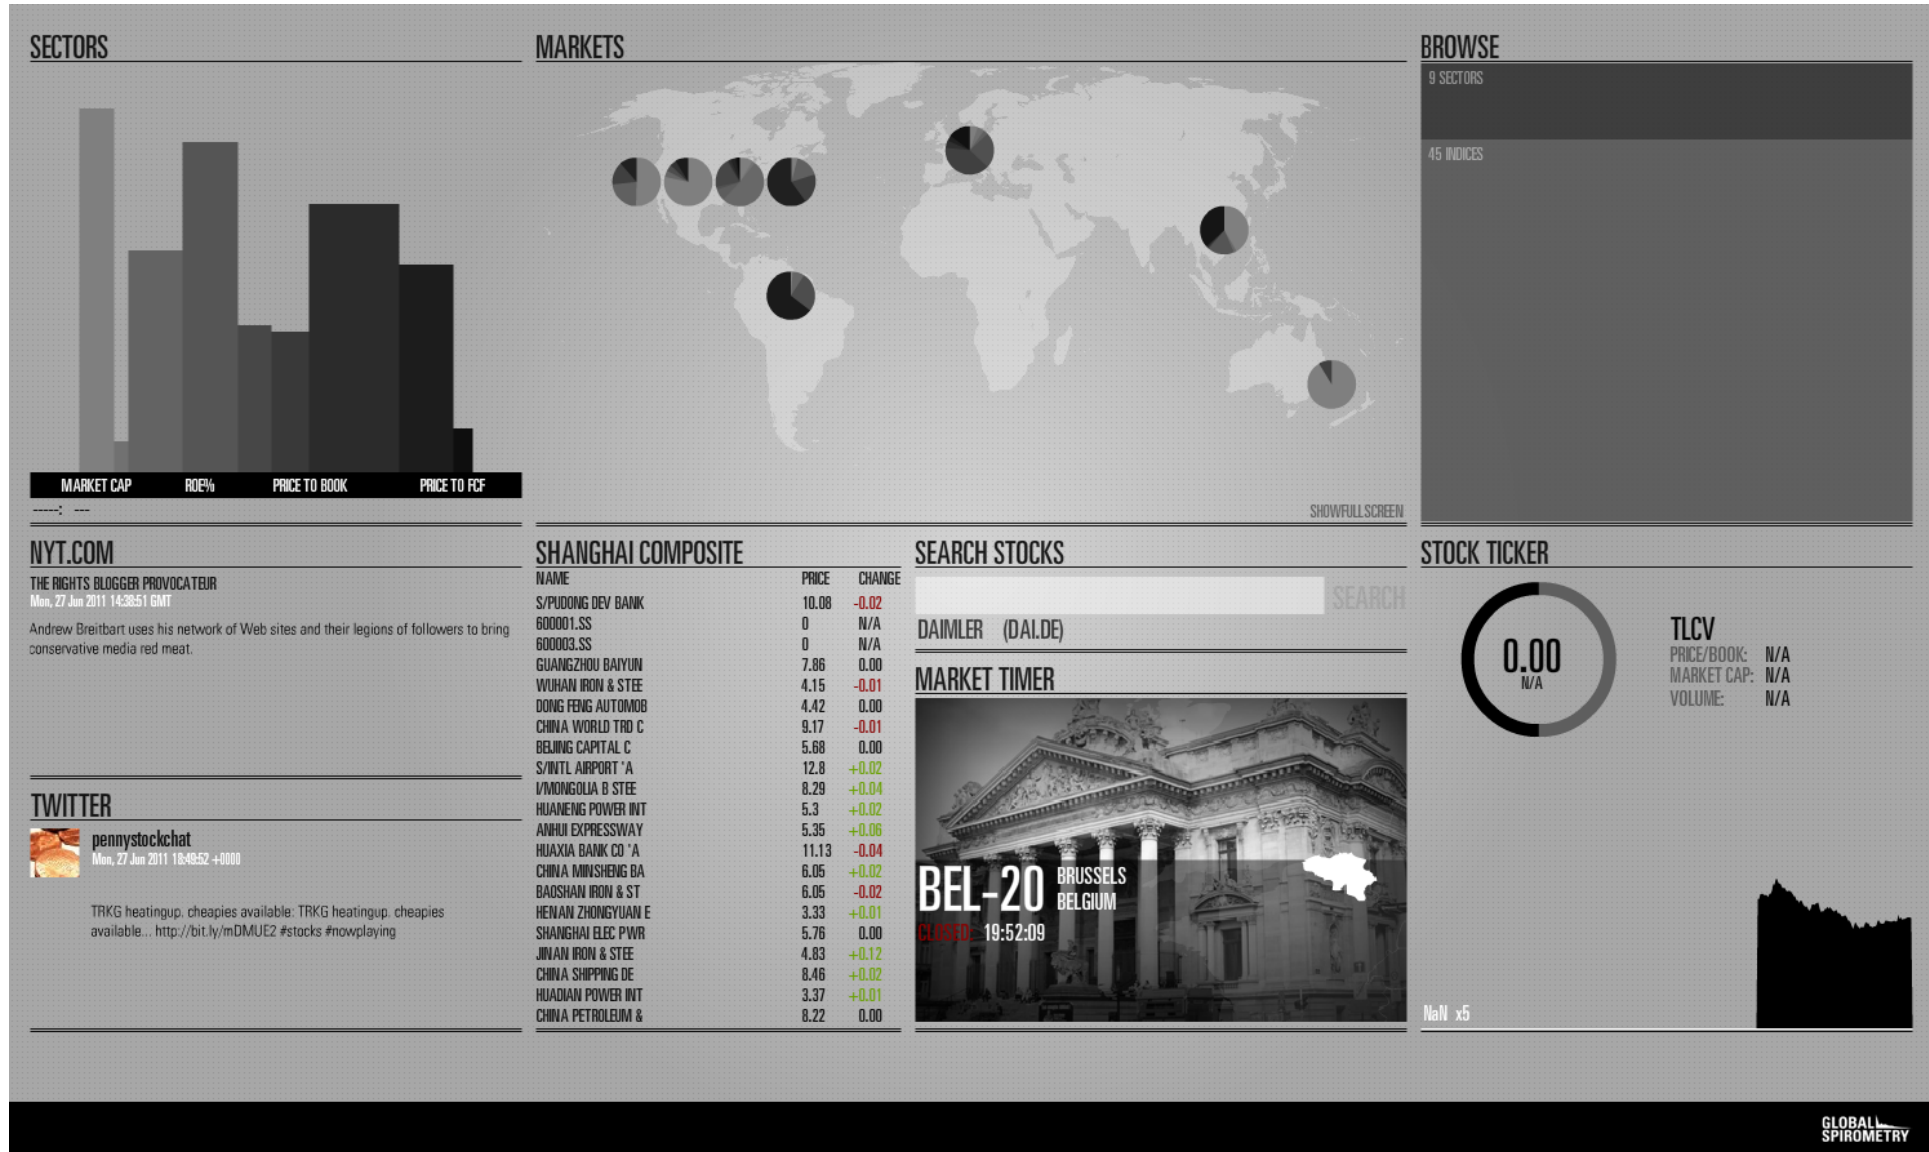 SECTORS
MARKET CAP ROE% PRICE TO BOOK PRICE TO FCF
-----: ---
MARKETS
SHOWFULLSCREEN
BROWSE
9 SECTORS
45 INDICES
NYT.COM
THE RIGHTS BLOGGER PROVOCATEUR
Mon, 27 Jun 2011 14:38:51 GMT
Andrew Breitbart uses his network of Web sites and their legions of followers to bring
conservative media red meat.
TWITTER
pennystockchat
Mon, 27 Jun 2011 18:49:52 +0000
TRKG heatingup. cheapies available: TRKG heatingup. cheapies
available... http://bit.ly/mDMUE2 #stocks #nowplaying
SHANGHAI COMPOSITE
NAME PRICE CHANGE
S/PUDONG DEV BANK 10.08 -0.02
600001.SS 0 N/A
600003.SS 0 N/A
GUANGZHOU BAIYUN 7.86 0.00
WUHAN IRON & STEE 4.15 -0.01
DONG FENG AUTOMOB 4.42 0.00
CHINA WORLD TRD C 9.17 -0.01
BEIJING CAPITAL C 5.68 0.00
S/INTL AIRPORT 'A 12.8 +0.02
I/MONGOLIA B STEE 8.29 +0.04
HUANENG POWER INT 5.3 +0.02
ANHUI EXPRESSWAY 5.35 +0.06
HUAXIA BANK CO 'A 11.13 -0.04
CHINA MINSHENG BA 6.05 +0.02
BAOSHAN IRON & ST 6.05 -0.02
HENAN ZHONGYUAN E 3.33 +0.01
SHANGHAI ELEC PWR 5.76 0.00
JINAN IRON & STEE 4.83 +0.12
CHINA SHIPPING DE 8.46 +0.02
HUADIAN POWER INT 3.37 +0.01
CHINA PETROLEUM & 8.22 0.00
SEARCH STOCKS
SEARCH
DAIMLER (DAI.DE)
MARKET TIMER
BEL-20
BRUSSELS
BELGIUM
CLOSED: 19:52:09
STOCK TICKER
0.00
N/A
TLCV
PRICE/BOOK: N/A
MARKET CAP: N/A
VOLUME: N/A
NaN x5
GLOBAL
SPIROMETRY